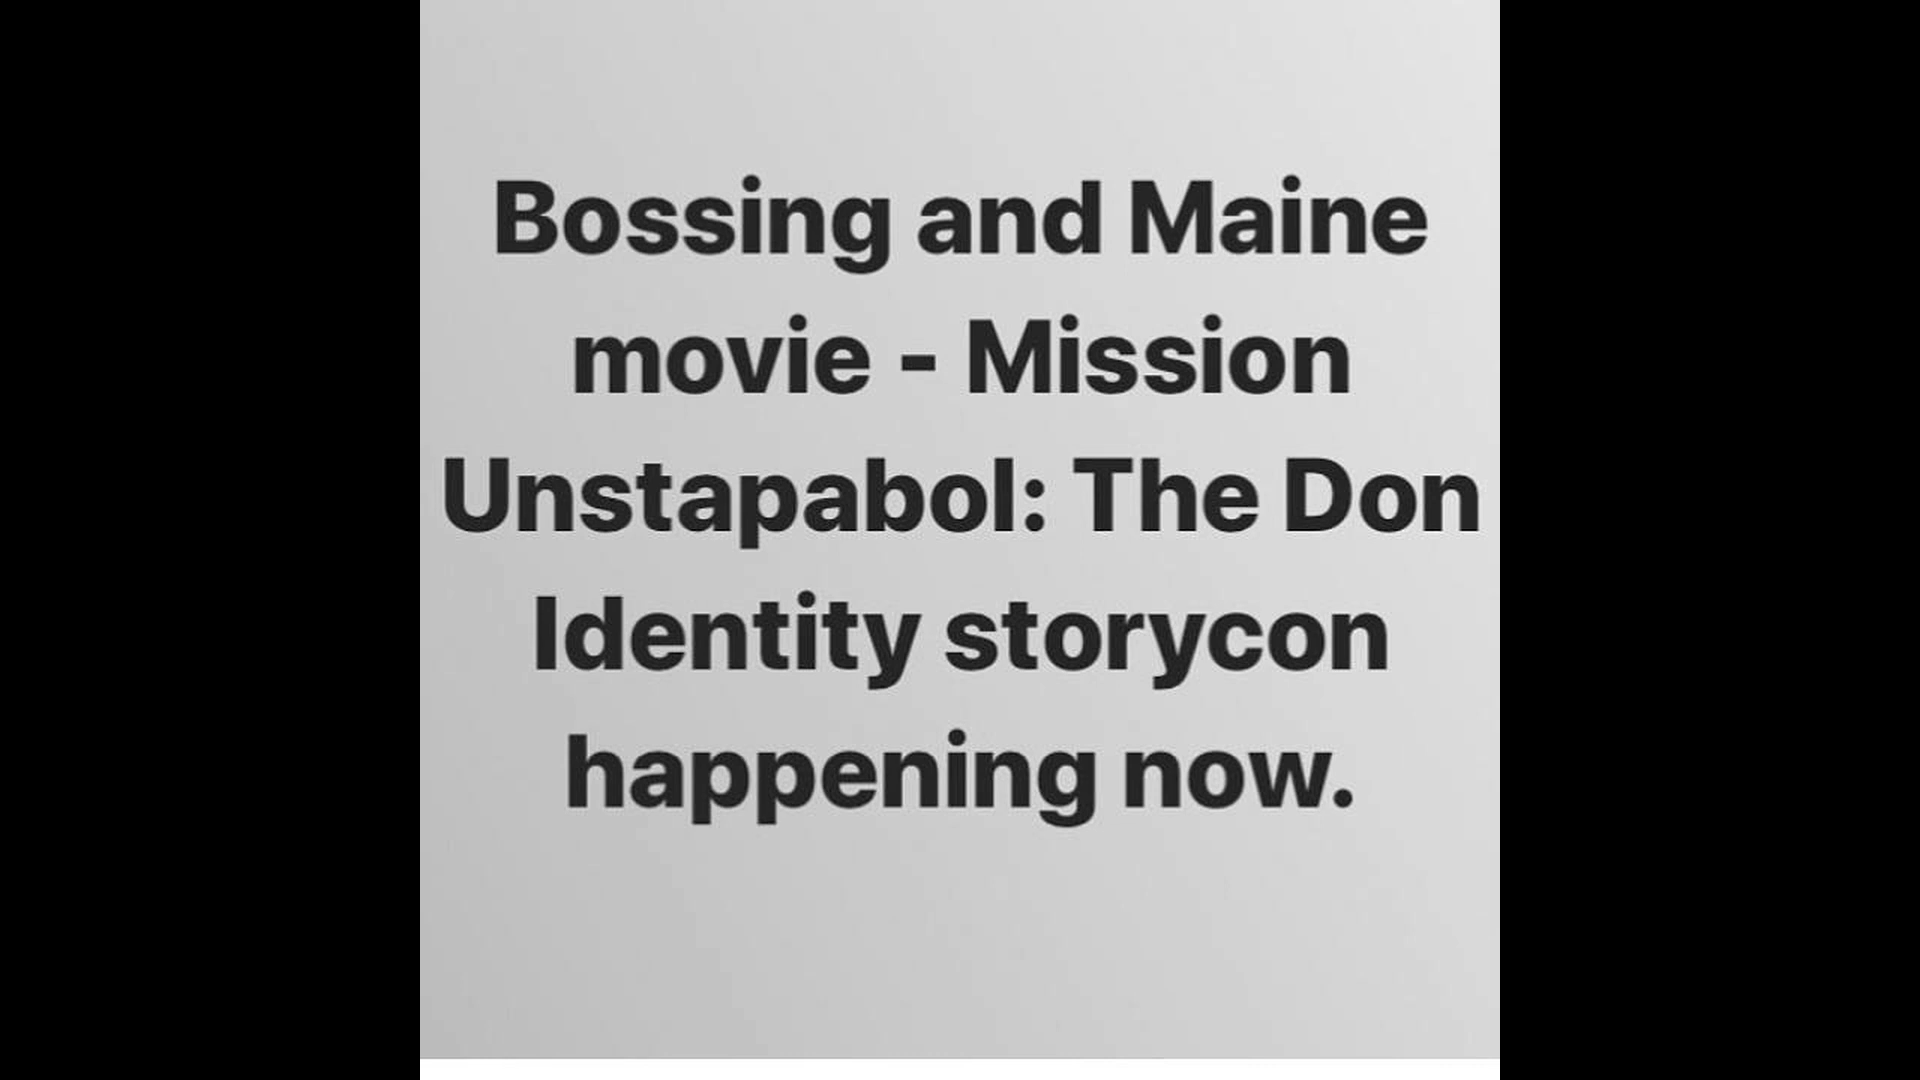 Bossing and Maine
movie - Mission
Unstapabol: The Don
Identity storycon
happening now.